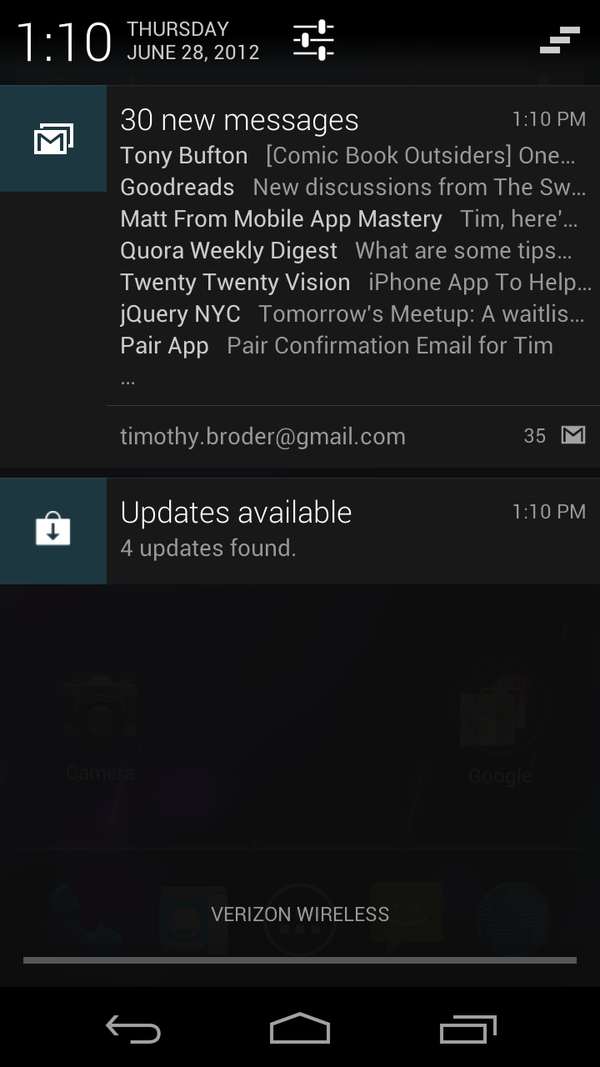 1:10 THURSDAY
JUNE 28, 2012
30 new messages 1:10 PM
Tony Bufton [Comic Book Outsiders] One...
Goodreads New discussions from The Sw...
Matt From Mobile App Mastery Tim, here'...
Quora Weekly Digest What are some tips...
Twenty Twenty Vision iPhone App To Help...
jQuery NYC Tomorrow's Meetup: A waitlis...
Pair App Pair Confirmation Email for Tim
...
timothy.broder@gmail.com 35
Updates available 1:10 PM
4 updates found.
Camera Google
VERIZON WIRELESS